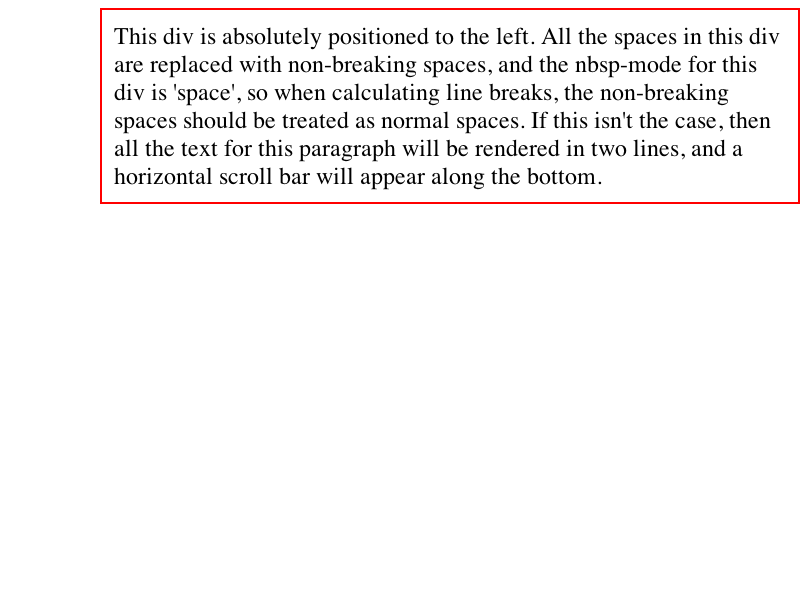 This div is absolutely positioned to the left. All the spaces in this div
are replaced with non-breaking spaces, and the nbsp-mode for this
div is 'space', so when calculating line breaks, the non-breaking
spaces should be treated as normal spaces. If this isn't the case, then
all the text for this paragraph will be rendered in two lines, and a
horizontal scroll bar will appear along the bottom.